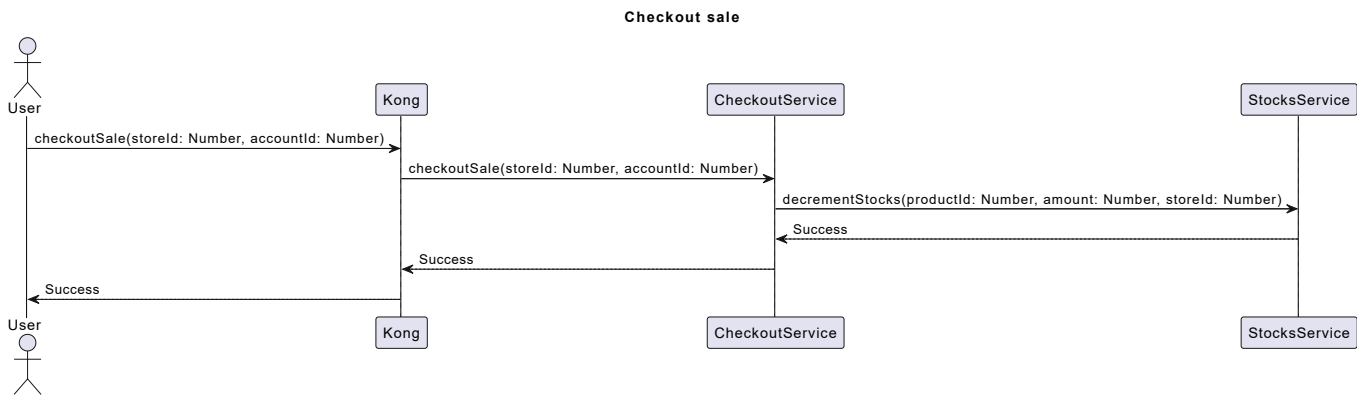 Checkout sale
User
Kong
CheckoutService
StocksService
checkoutSale(storeId: Number, accountId: Number)
checkoutSale(storeId: Number, accountId: Number)
decrementStocks(productId: Number, amount: Number, storeId: Number)
Success
Success
Success
User
Kong
CheckoutService
StocksService